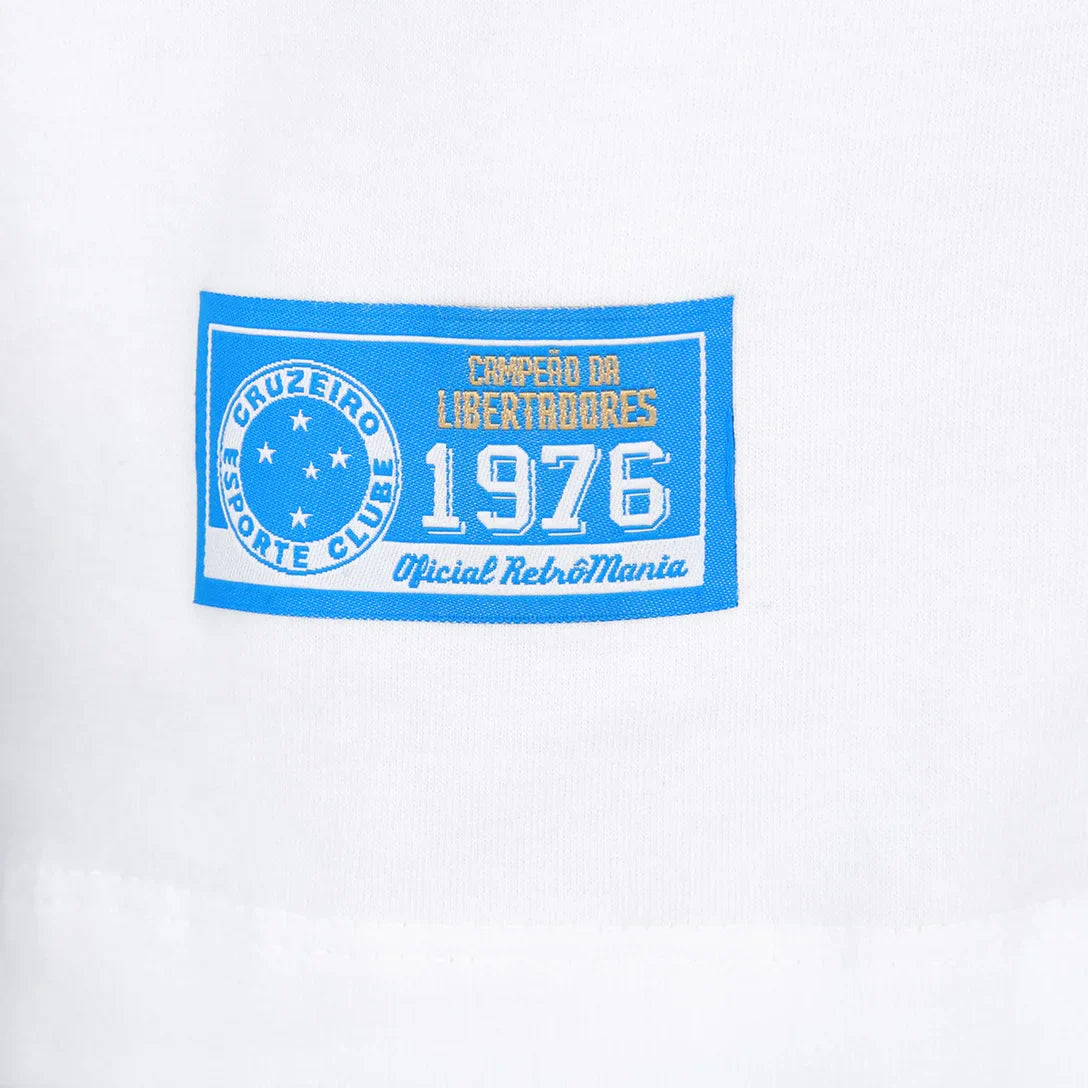 CRUZEIRO
ESPORTE CLUBE
CAMPEÃO DA
LIBERTADORES
1976
Oficial RetrôMania